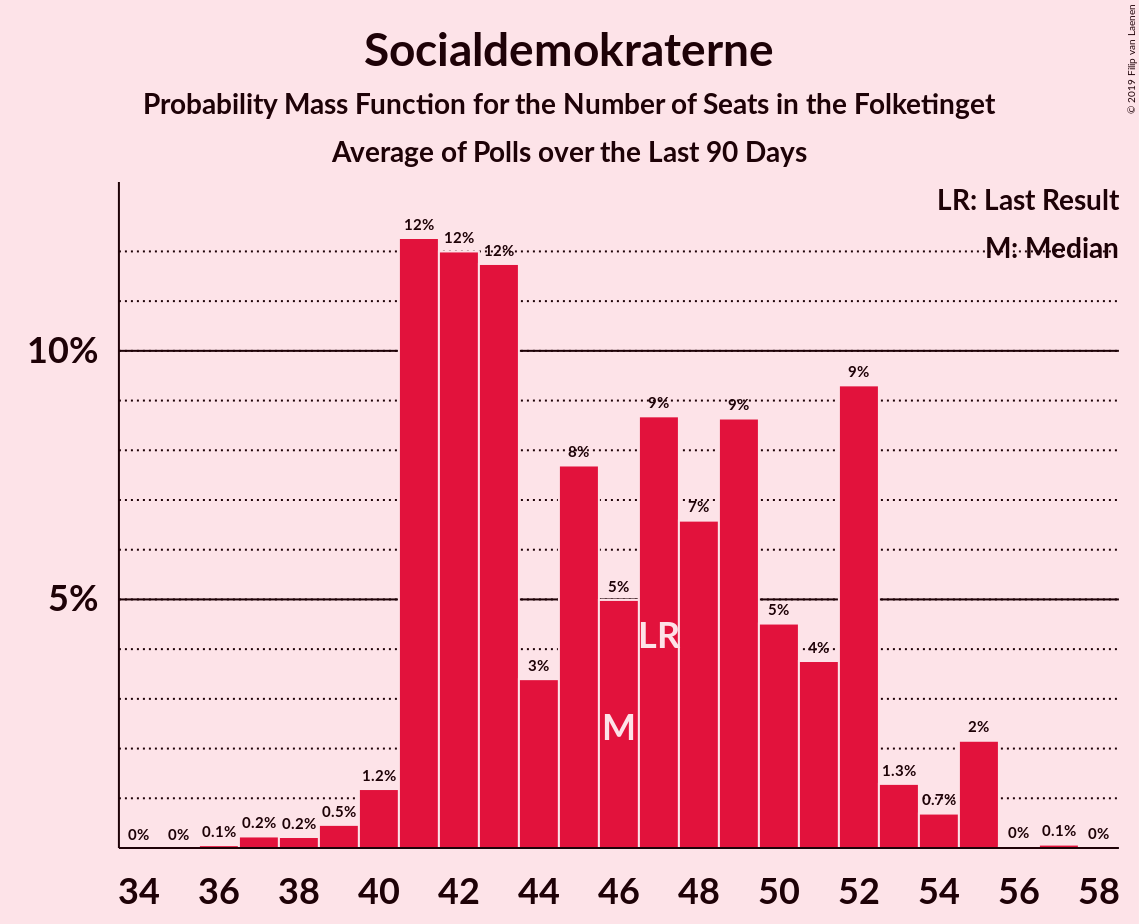 Socialdemokraterne
Probability Mass Function for the Number of Seats in the Folketinget
Average of Polls over the Last 90 Days
© 2019 Filip van Laenen
LR: Last Result
M: Median
10%
5%
0% 0% 0.1% 0.2% 0.2% 0.5% 1.2% 12% 12% 12% 3% 8% 5% 9% 7% 9% 5% 4% 9% 1.3% 0.7% 2% 0% 0.1% 0%
LR
M
34 36 38 40 42 44 46 48 50 52 54 56 58